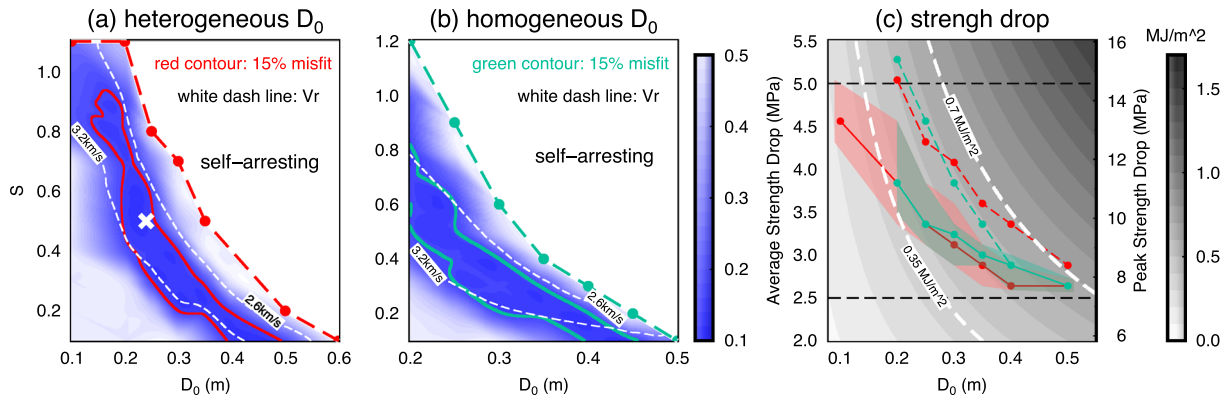 (a) heterogeneous D0
(b) homogeneous D0
(c) strengh drop
MJ/m^2
red contour: 15% misfit
white dash line: Vr
self-arresting
3.2km/s
2.6km/s
S
1.0
0.8
0.6
0.4
0.2
0.1 0.2 0.3 0.4 0.5 0.6
D0 (m)
green contour: 15% misfit
white dash line: Vr
self-arresting
3.2km/s
2.6km/s
1.2
1.0
0.8
0.6
0.4
0.2
0.2 0.3 0.4 0.5
D0 (m)
0.5
0.4
0.3
0.2
0.1
Average Strength Drop (MPa)
5.5
5.0
4.5
4.0
3.5
3.0
2.5
2.0
0.7 MJ/m^2
0.35 MJ/m^2
0.1 0.2 0.3 0.4 0.5
D0 (m)
16
14
12
10
8
6
Peak Strength Drop (MPa)
1.5
1.0
0.5
0.0